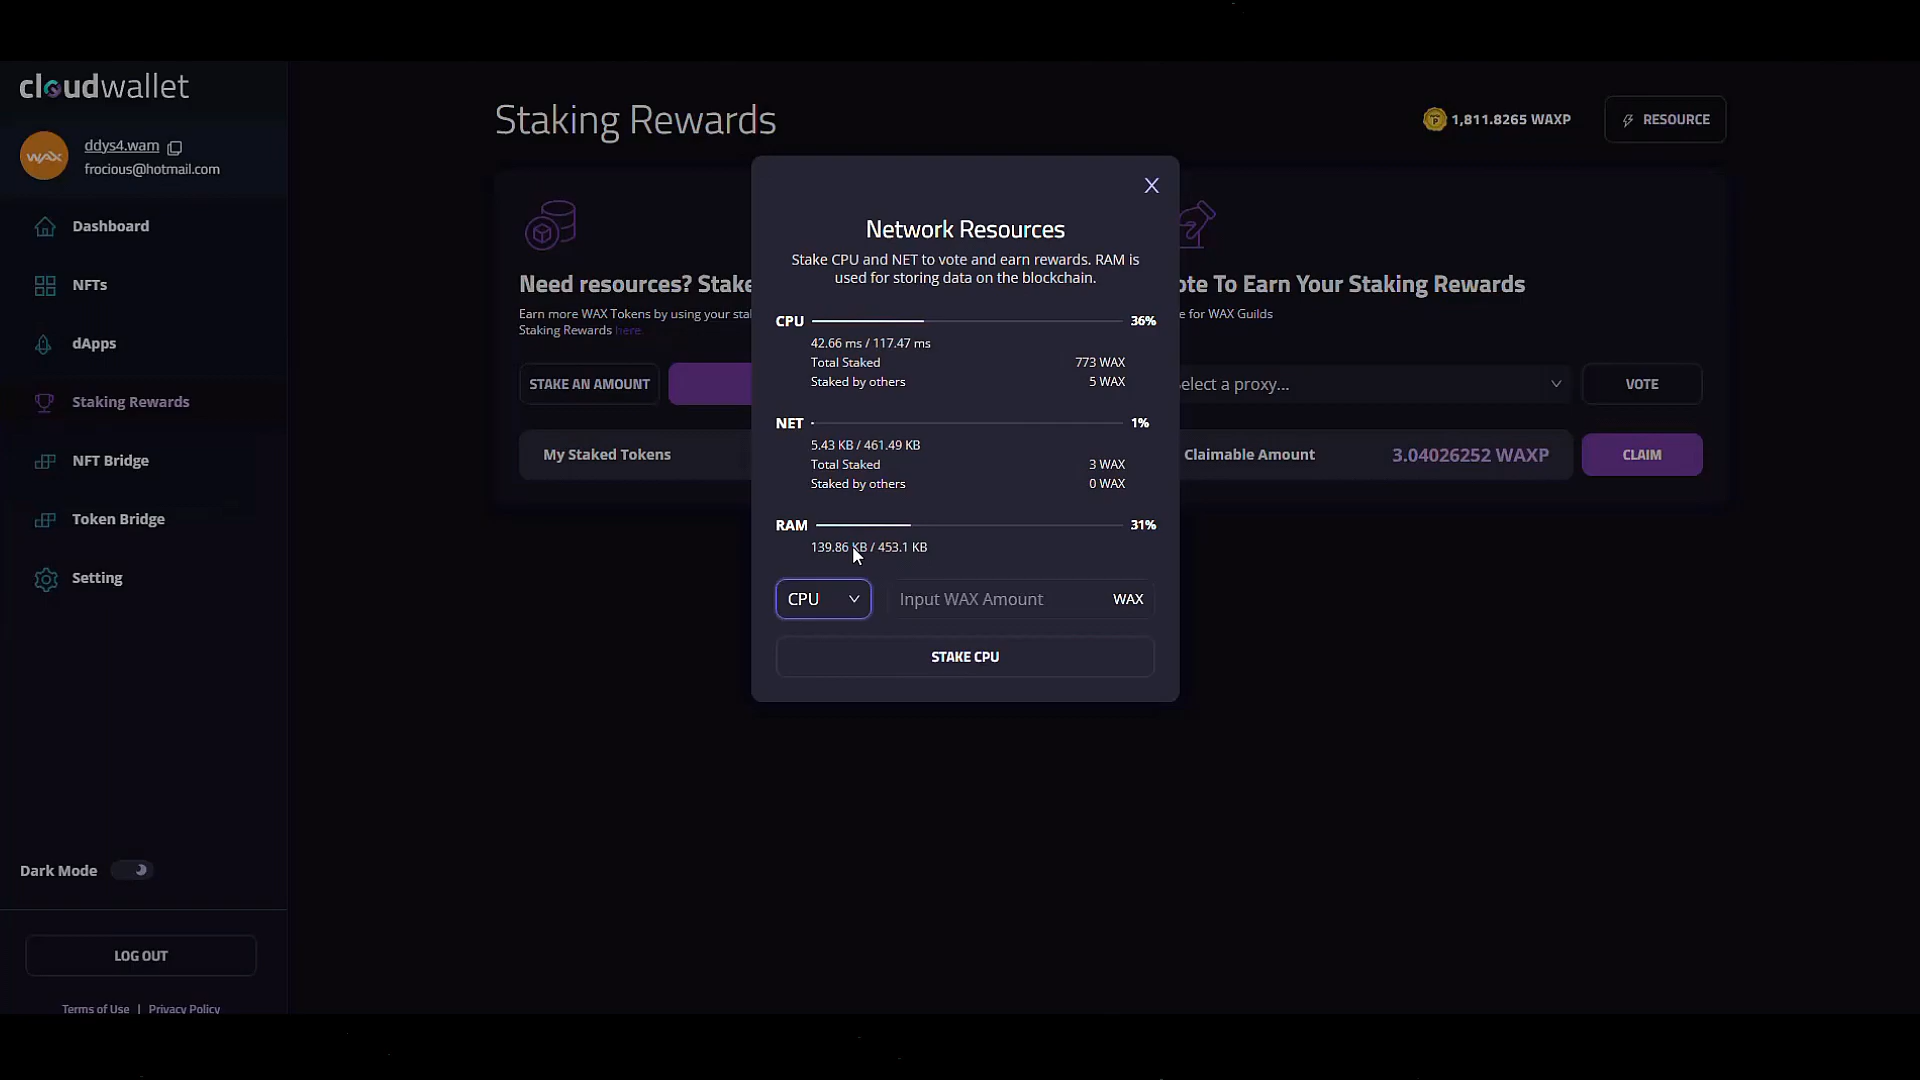 cloudwallet
ddys4.wam
frocious@hotmail.com
Dashboard
NFTs
dApps
Staking Rewards
NFT Bridge
Token Bridge
Setting
Dark Mode
LOG OUT
Terms of Use | Privacy Policy
Staking Rewards
1,811.8265 WAXP
RESOURCE
Need resources? Stake
Earn more WAX Tokens by using your
Staking Rewards here.
STAKE AN AMOUNT
My Staked Tokens
To Earn Your Staking Rewards
for WAX Guilds
a proxy...
VOTE
Claimable Amount 3.04026252 WAXP
CLAIM
X
Network Resources
Stake CPU and NET to vote and earn rewards. RAM is
used for storing data on the blockchain.
CPU 36%
42.66 ms / 117.47 ms
Total Staked 773 WAX
Staked by others 5 WAX
NET 1%
5.43 KB / 461.49 KB
Total Staked 3 WAX
Staked by others 0 WAX
RAM 31%
139.86 KB / 453.1 KB
CPU
Input WAX Amount WAX
STAKE CPU
WAX